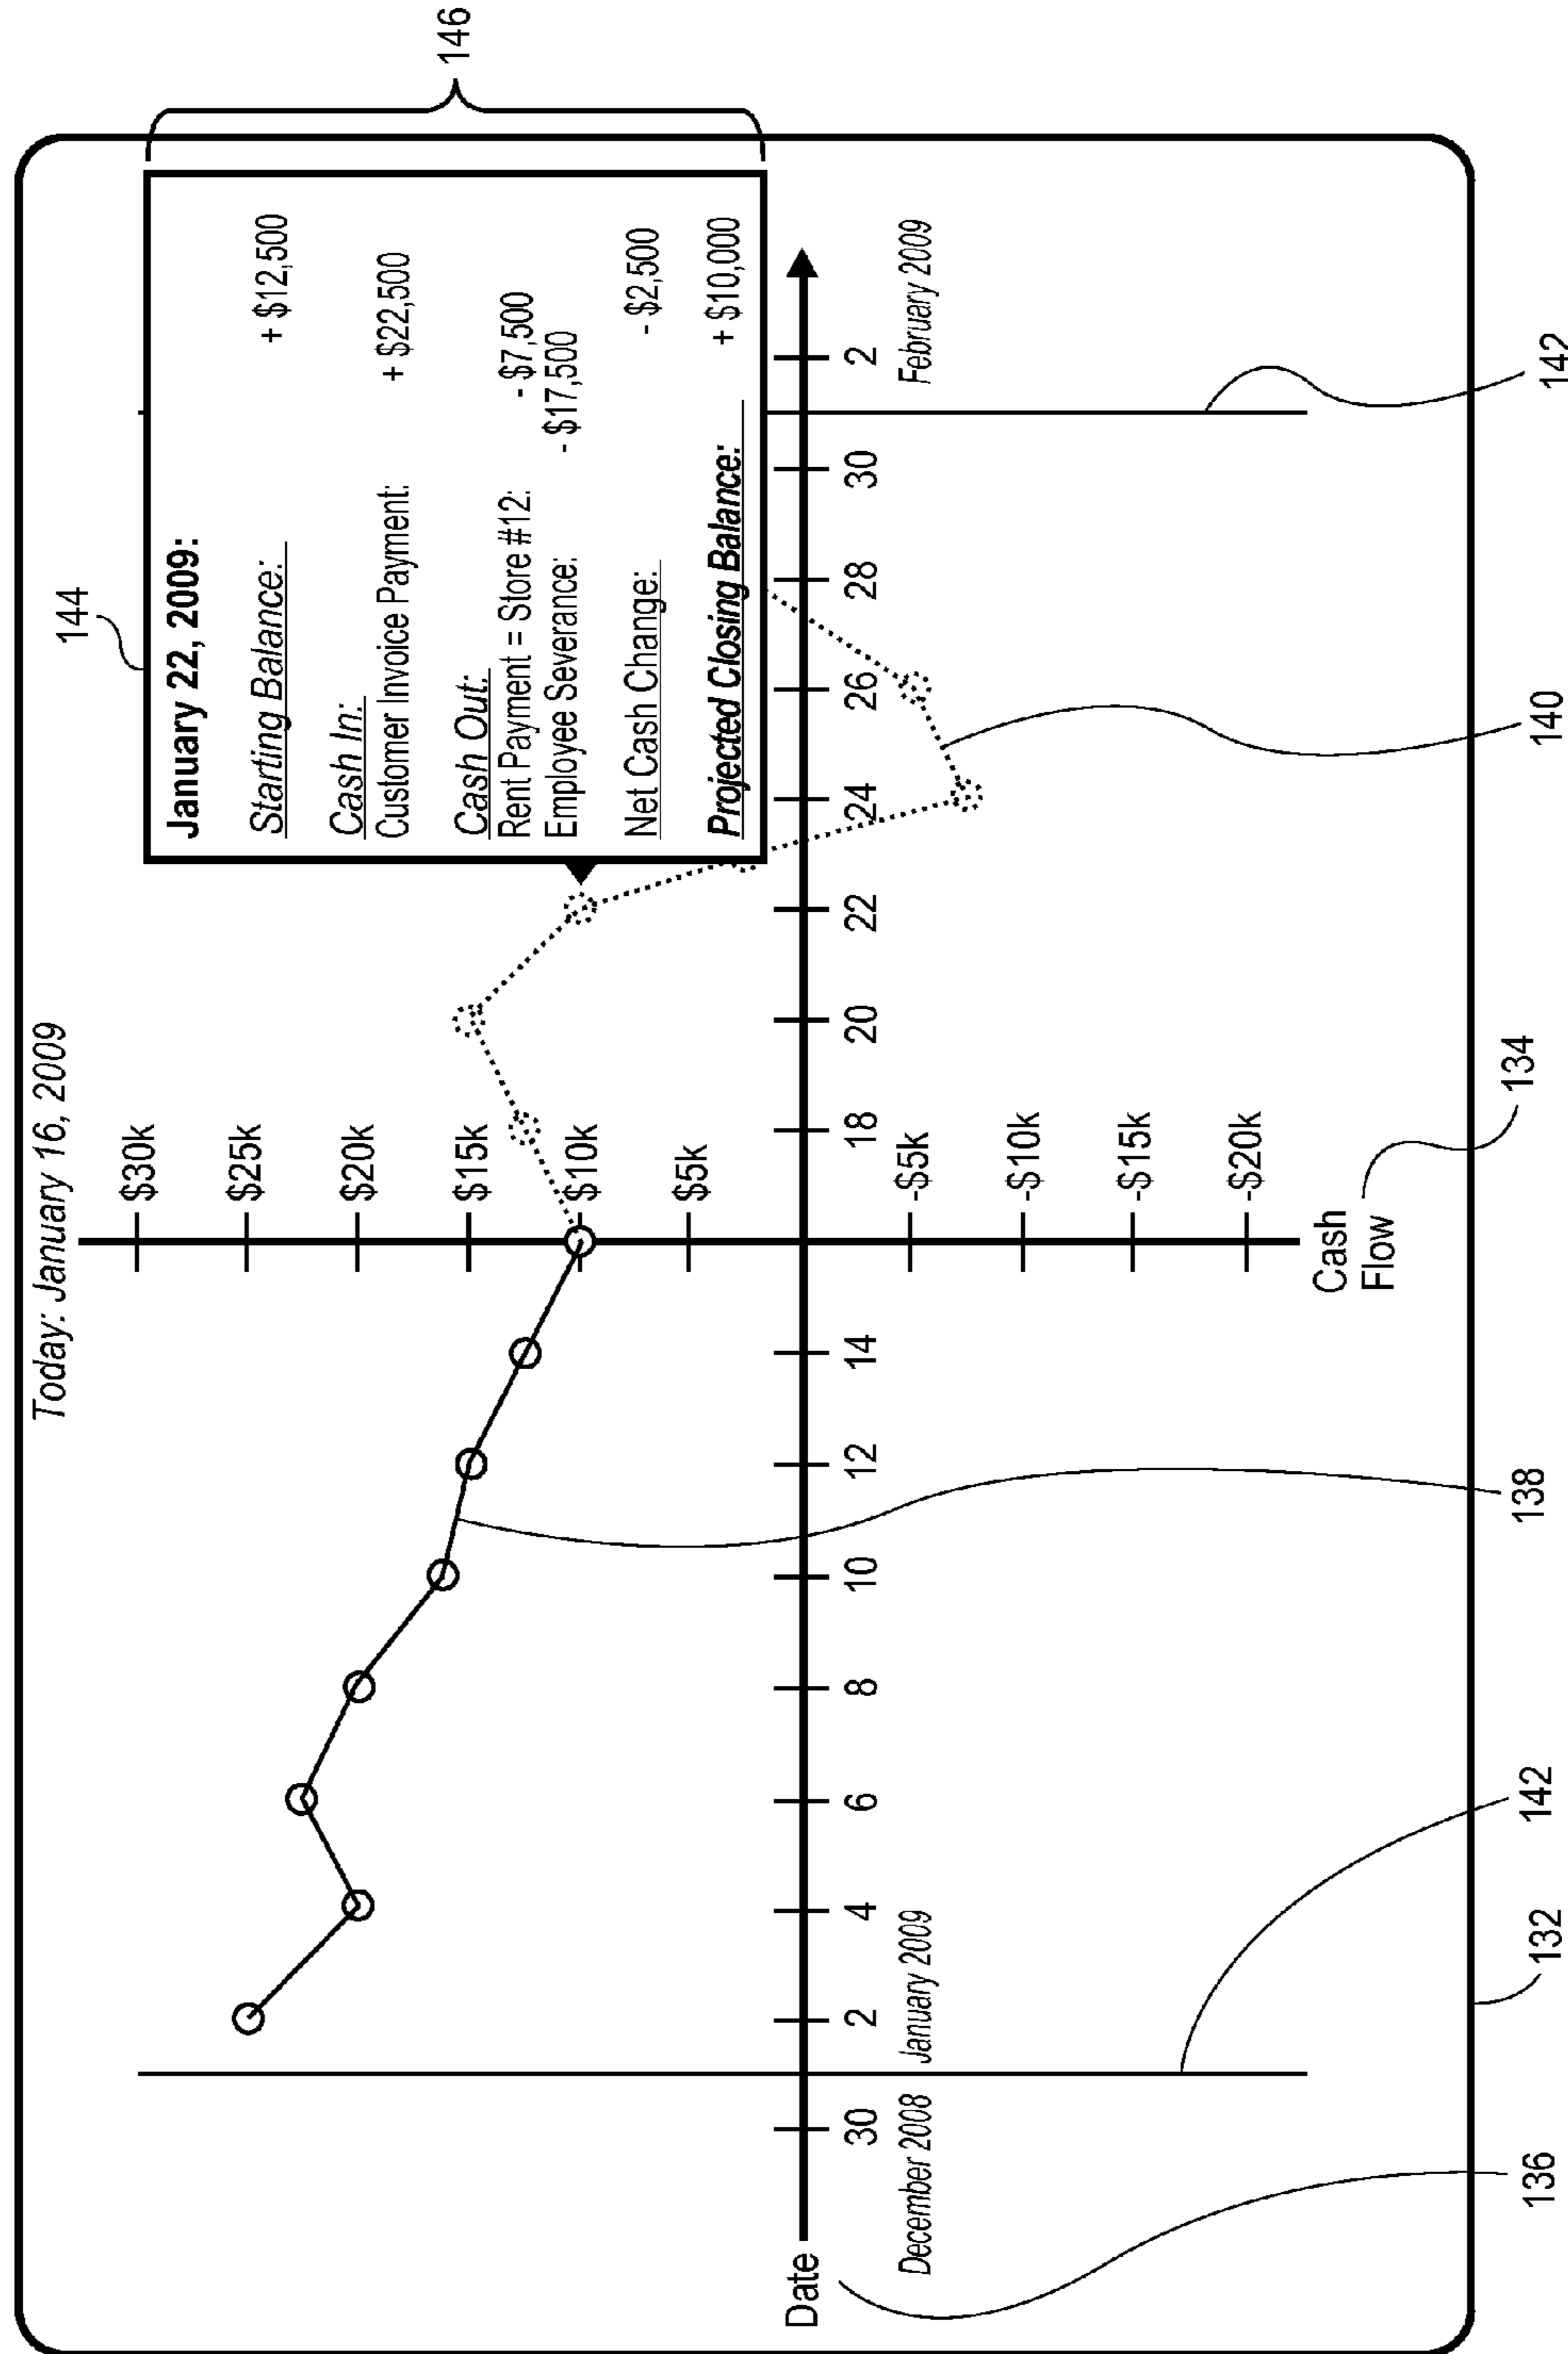 Today: January 16, 2009
144
146
January 22, 2009:
Starting Balance: + $12,500
Cash In:
Customer Invoice Payment: + $22,500
Cash Out:
Rent Payment = Store #12: - $7,500
Employee Severance: - $17,500
Net Cash Change: - $2,500
Projected Closing Balance: + $10,000
$30k
$25k
$20k
$15k
$10k
$5k
-$5k
-$10k
-$15k
-$20k
Cash
Flow
Date
30 2 4 6 8 10 12 14 18 20 22 24 26 28 30 2
December 2008 January 2009 February 2009
136 132 142 138 134 140 142